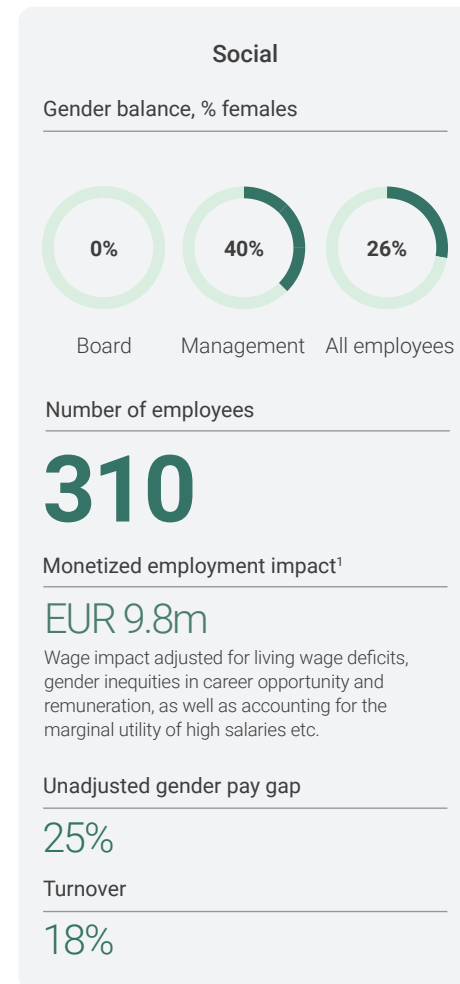 Social
Gender balance, % females
0% 40% 26%
Board Management All employees
Number of employees
310
Monetized employment impact¹
EUR 9.8m
Wage impact adjusted for living wage deficits,
gender inequities in career opportunity and
remuneration, as well as accounting for the
marginal utility of high salaries etc.
Unadjusted gender pay gap
25%
Turnover
18%